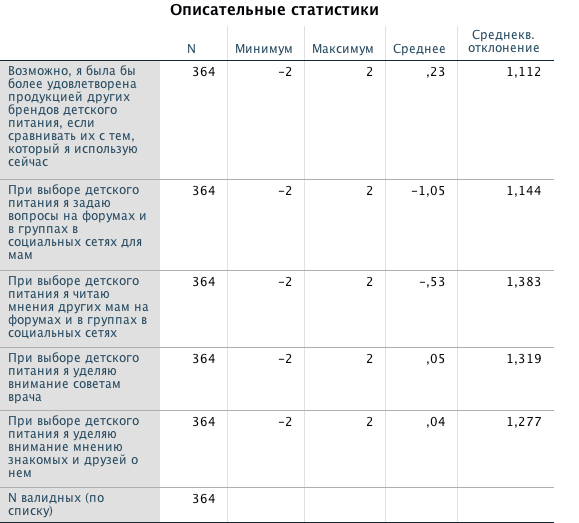 Описательные статистики
N Минимум Максимум Среднее Среднекв. отклонение
Возможно, я была бы 364 −2 2 ,23 1,112
более удовлетворена
продукцией других
брендов детского
питания, если
сравнивать их с тем,
который я использую
сейчас
При выборе детского 364 −2 2 −1,05 1,144
питания я задаю
вопросы на форумах и
в группах в
социальных сетях для
мам
При выборе детского 364 −2 2 −,53 1,383
питания я читаю
мнения других мам на
форумах и в группах в
социальных сетях
При выборе детского 364 −2 2 ,05 1,319
питания я уделяю
внимание советам
врача
При выборе детского 364 −2 2 ,04 1,277
питания я уделяю
внимание мнению
знакомых и друзей о
нем
N валидных (по 364
списку)